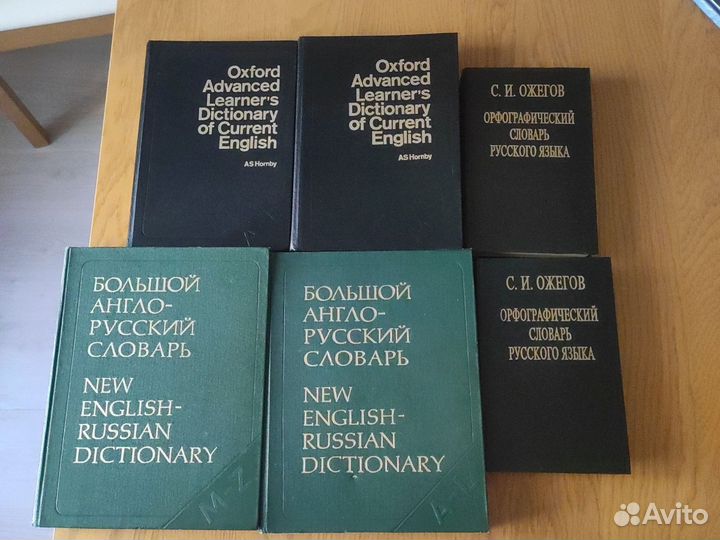 Oxford
Advanced
Learner's
Dictionary
of Current
English
AS Hornby
Oxford
Advanced
Learner's
Dictionary
of Current
English
AS Hornby
С. И. ОЖЕГОВ
ОРФОГРАФИЧЕСКИЙ
СЛОВАРЬ
РУССКОГО ЯЗЫКА
БОЛЬШОЙ
АНГЛО-
РУССКИЙ
СЛОВАРЬ
NEW
ENGLISH-
RUSSIAN
DICTIONARY
M-Z
БОЛЬШОЙ
АНГЛО-
РУССКИЙ
СЛОВАРЬ
NEW
ENGLISH-
RUSSIAN
DICTIONARY
A-L
С. И. ОЖЕГОВ
ОРФОГРАФИЧЕСКИЙ
СЛОВАРЬ
РУССКОГО ЯЗЫКА
Avito